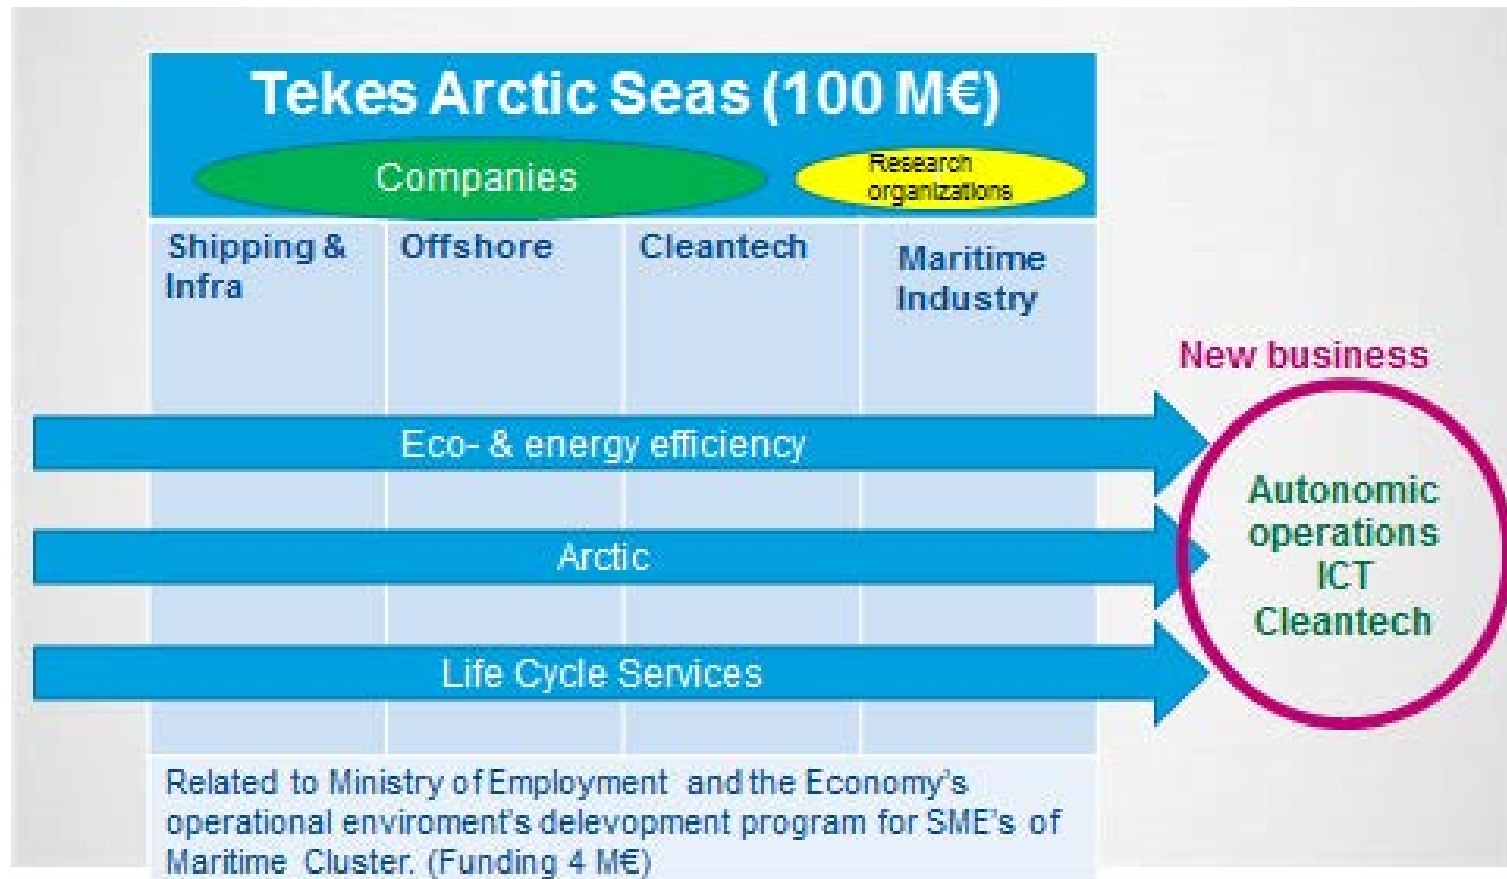 Tekes Arctic Seas (100 M€)
Companies
Research
organizations
Shipping &
Infra
Offshore
Cleantech
Maritime
Industry
New business
Eco- & energy efficiency
Arctic
Life Cycle Services
Autonomic
operations
ICT
Cleantech
Related to Ministry of Employment and the Economy's
operational enviroment's delevopment program for SME's of
Maritime Cluster. (Funding 4 M€)